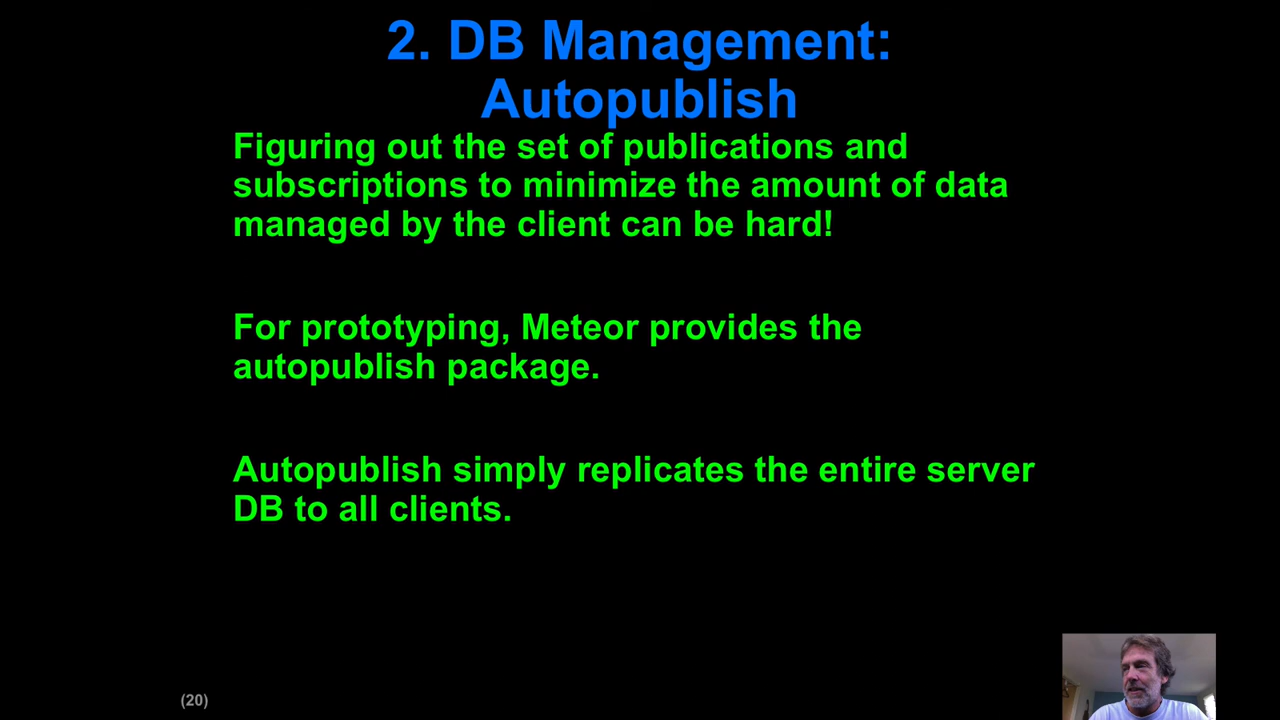 2. DB Management:
Autopublish
Figuring out the set of publications and
subscriptions to minimize the amount of data
managed by the client can be hard!
For prototyping, Meteor provides the
autopublish package.
Autopublish simply replicates the entire server
DB to all clients.
(20)